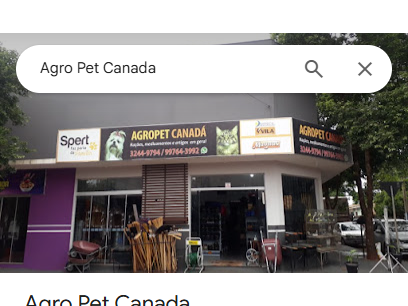 Agro Pet Canada
Spert
AGROPET CANADÁ
Rações, medicamentos e artigos em geral
3244-9794 / 99764-3992
VILA
AGROPET CANADÁ
3244-9794 / 99764-3992
Agro Pet Canada